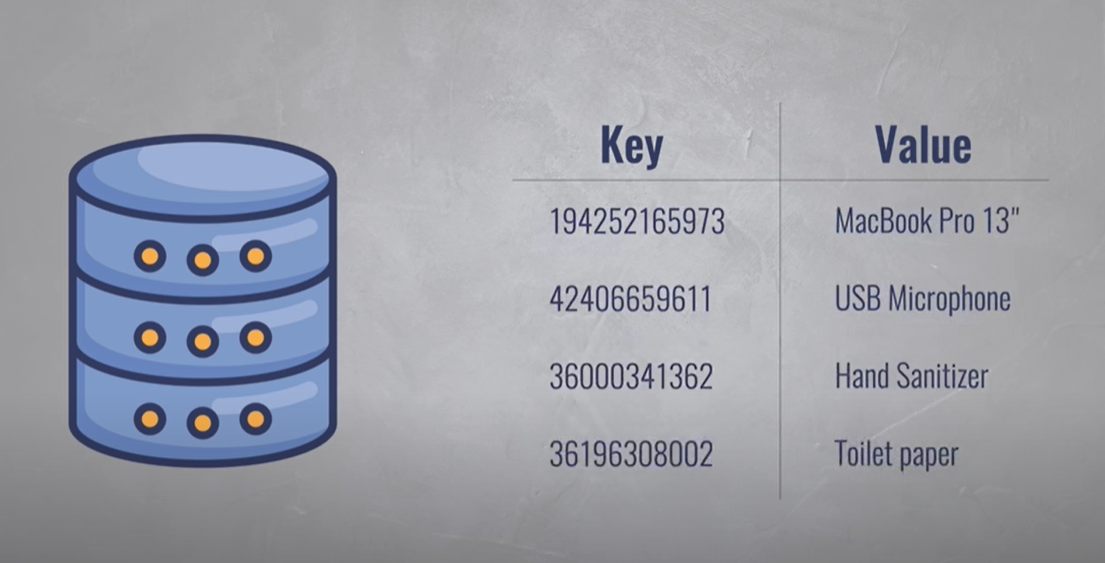 Key Value
194252165973 MacBook Pro 13"
42406659611 USB Microphone
36000341362 Hand Sanitizer
36196308002 Toilet paper